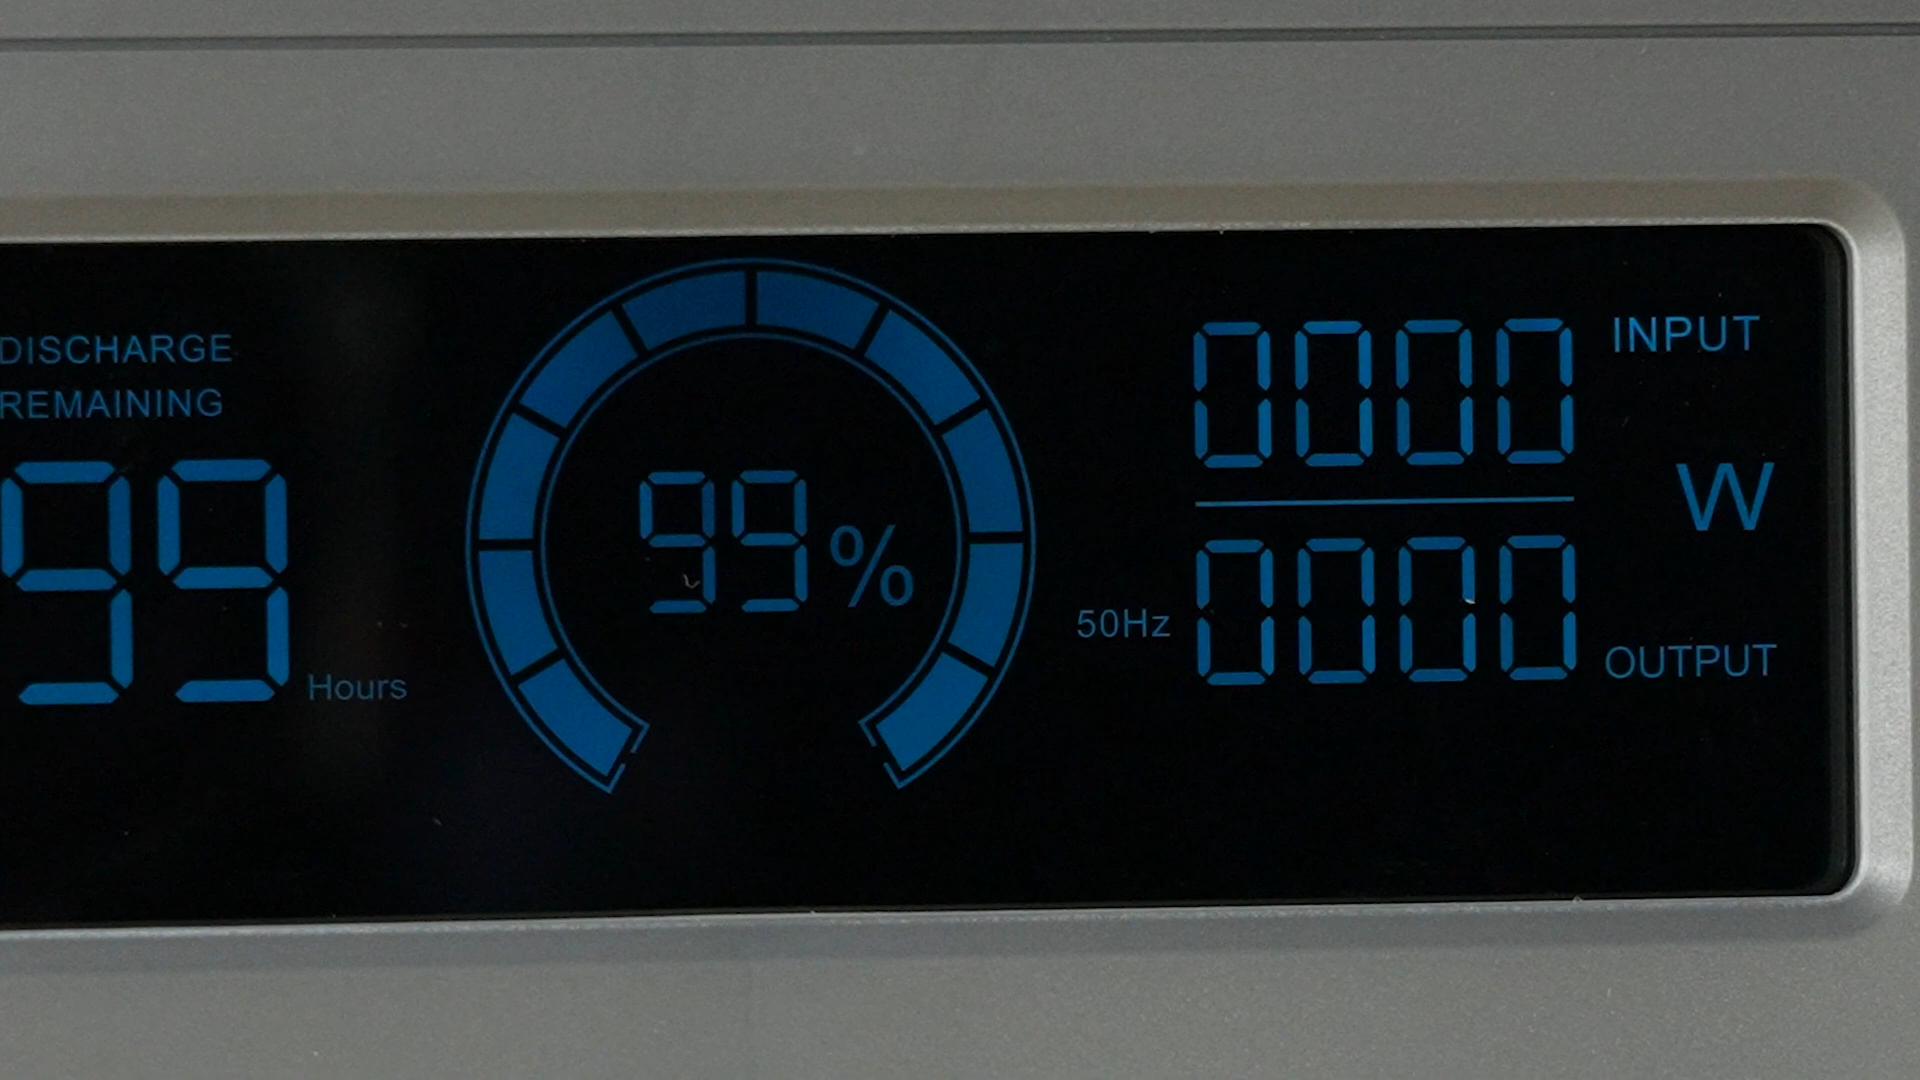 DISCHARGE
REMAINING
99 Hours
99%
0000 INPUT
W
50Hz 0000 OUTPUT